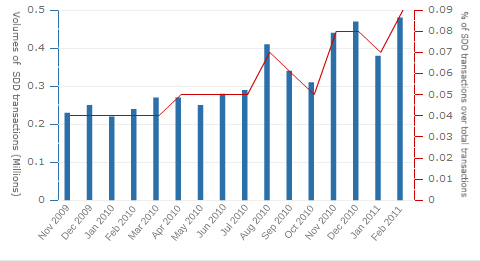 Volumes of SDD transactions (Millions)
0.5
0.4
0.3
0.2
0.1
0
0.09
0.08
0.07
0.06
0.05
0.04
0.03
0.02
0.01
0
% of SDD transactions over total transactions
Nov 2009
Dec 2009
Jan 2010
Feb 2010
Mar 2010
Apr 2010
May 2010
Jun 2010
Jul 2010
Aug 2010
Sep 2010
Oct 2010
Nov 2010
Dec 2010
Jan 2011
Feb 2011